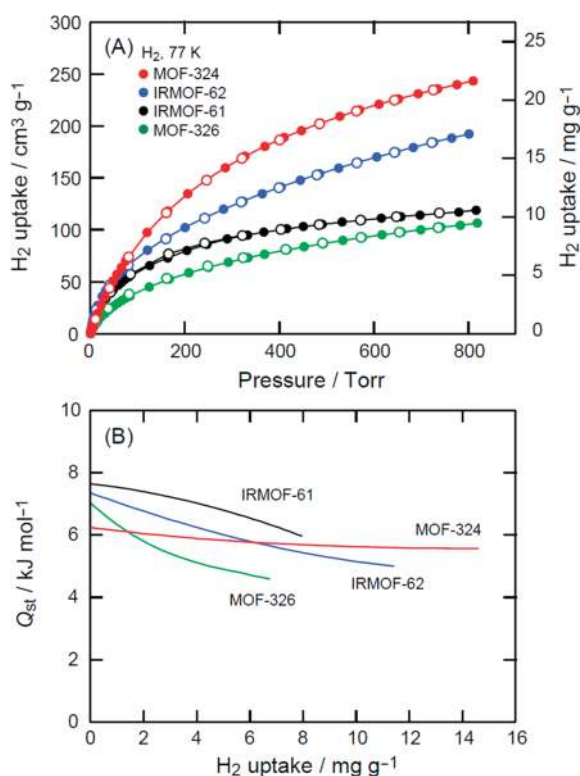 (A) H₂, 77 K
MOF-324
IRMOF-62
IRMOF-61
MOF-326
H₂ uptake / cm³ g⁻¹
300
250
200
150
100
50
0
H₂ uptake / mg g⁻¹
25
20
15
10
5
0
0 200 400 600 800
Pressure / Torr
(B)
Qst / kJ mol⁻¹
10
8
6
4
2
0
IRMOF-61
MOF-324
IRMOF-62
MOF-326
0 2 4 6 8 10 12 14 16
H₂ uptake / mg g⁻¹